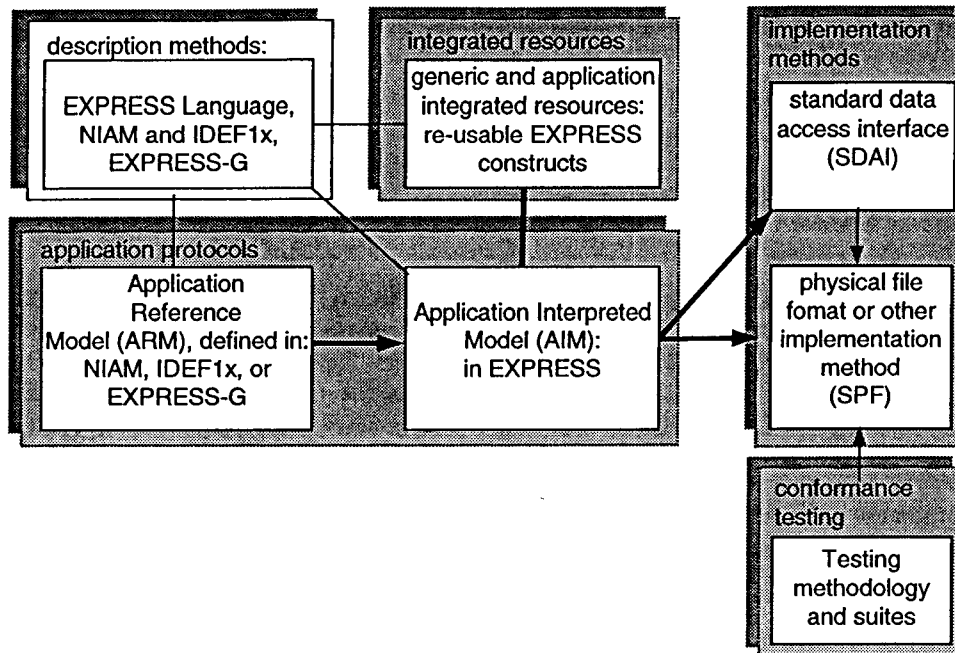 description methods:
EXPRESS Language,
NIAM and IDEF1x,
EXPRESS-G
integrated resources
generic and application
integrated resources:
re-usable EXPRESS
constructs
implementation
methods
standard data
access interface
(SDAI)
application protocols
Application
Reference
Model (ARM), defined in:
NIAM, IDEF1x, or
EXPRESS-G
Application Interpreted
Model (AIM):
in EXPRESS
physical file
fomat or other
implementation
method
(SPF)
conformance
testing
Testing
methodology
and suites